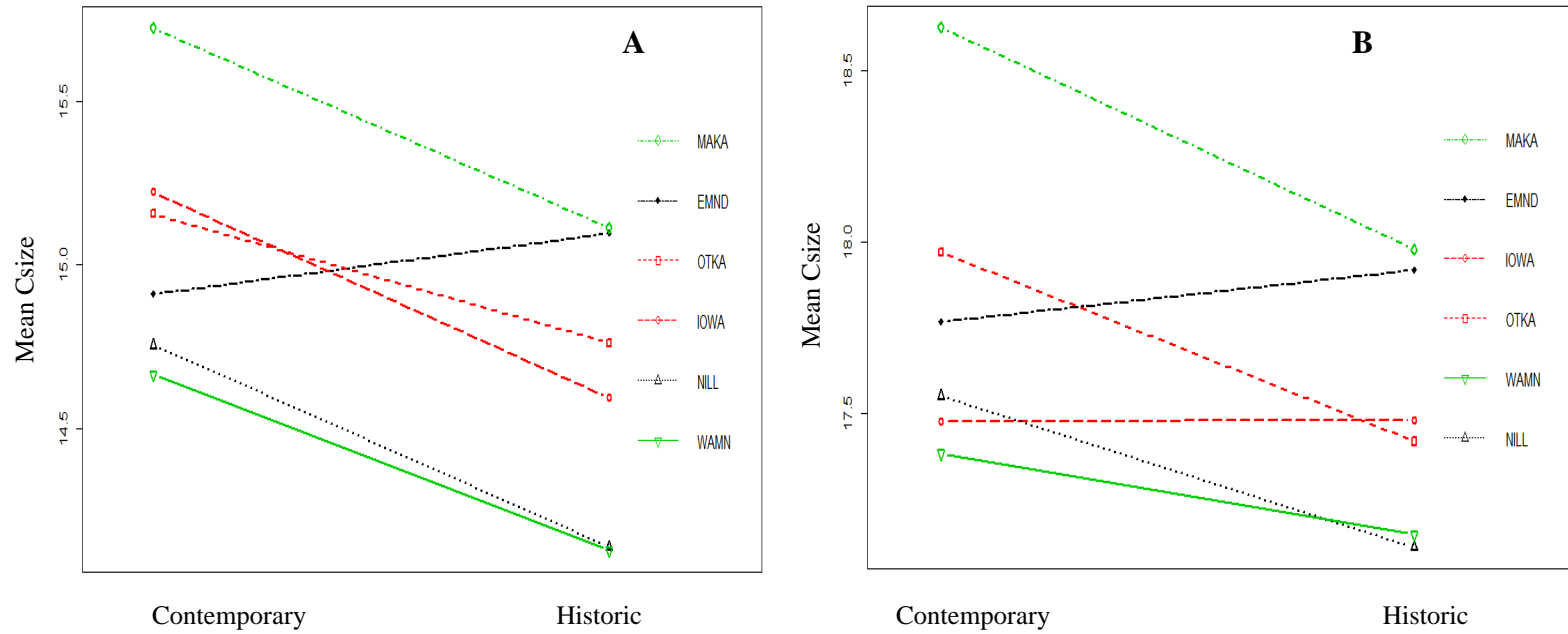 A
Mean Csize
15.5
15.0
14.5
MAKA
EMND
OTKA
IOWA
NILL
WAMN
Contemporary
Historic
B
Mean Csize
18.5
18.0
17.5
MAKA
EMND
IOWA
OTKA
WAMN
NILL
Contemporary
Historic